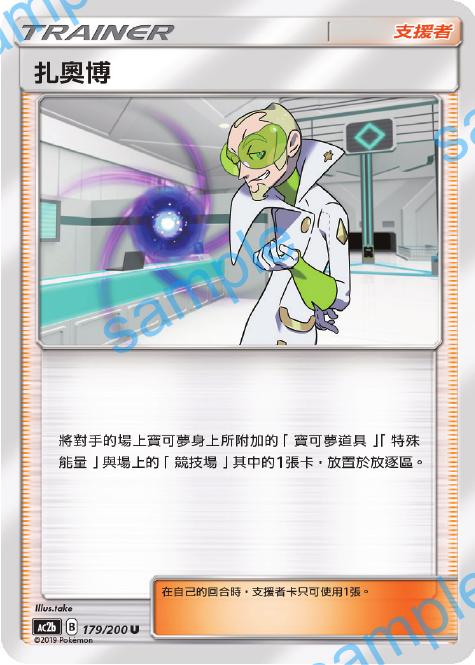 TRAINER
支援者
扎奧博
sample
將對手的場上寶可夢身上所附加的「寶可夢道具」「特殊
能量」與場上的「競技場」其中的1張卡，放置於放逐區。
在自己的回合時，支援者卡只可使用1張。
Illus.take
AC2b B 179/200 U
©2019 Pokémon
sample